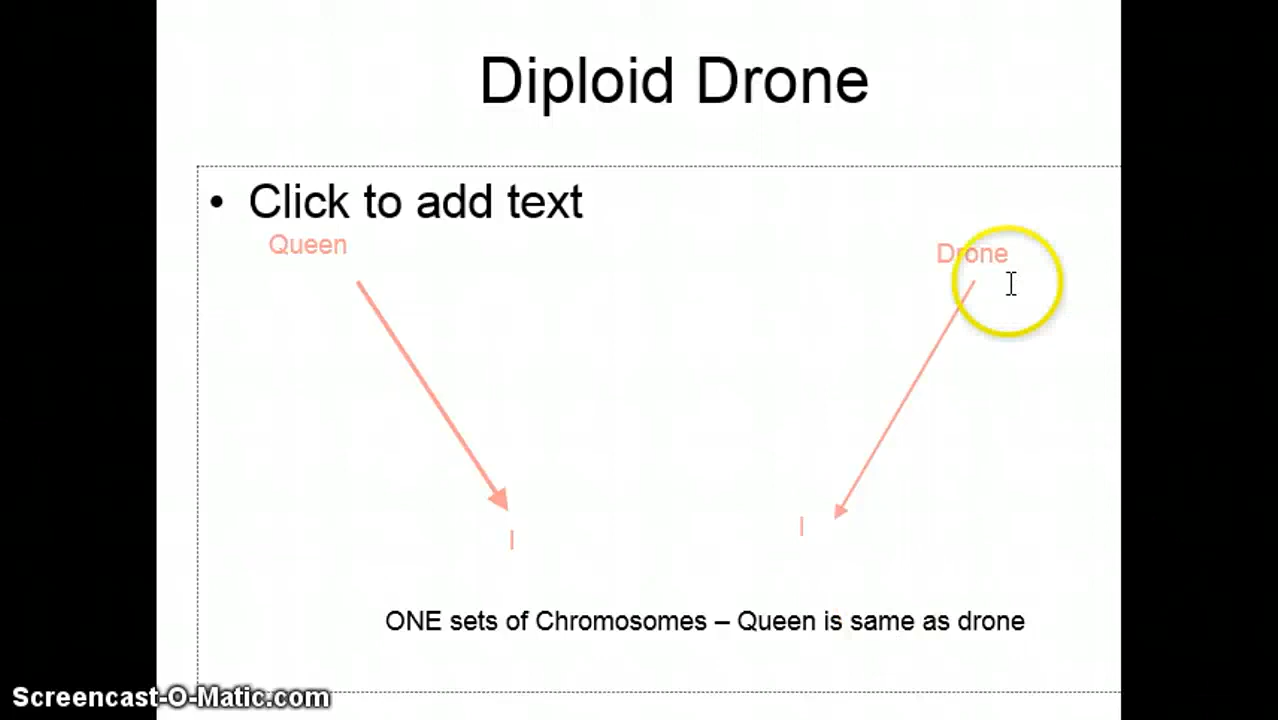 Diploid Drone
• Click to add text
Queen
Drone
I
I
ONE sets of Chromosomes – Queen is same as drone
Screencast-O-Matic.com